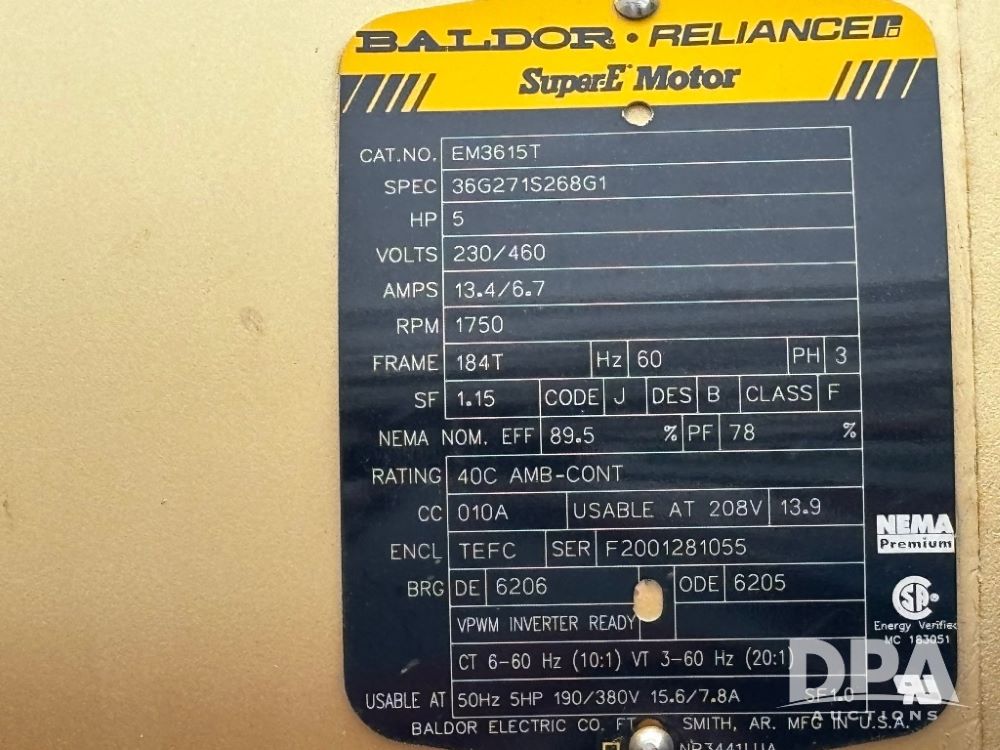 BALDOR • RELIANCE
Super-E Motor
CAT.NO. EM3615T
SPEC 36G271S268G1
HP 5
VOLTS 230/460
AMPS 13.4/6.7
RPM 1750
FRAME 184T Hz 60 PH 3
SF 1.15 CODE J DES B CLASS F
NEMA NOM. EFF 89.5 % PF 78 %
RATING 40C AMB-CONT
CC 010A USABLE AT 208V 13.9
ENCL TEFC SER F2001281055
BRG DE 6206 ODE 6205
VPWM INVERTER READY
CT 6-60 Hz (10:1) VT 3-60 Hz (20:1)
USABLE AT 50Hz 5HP 190/380V 15.6/7.8A SF1.0
BALDOR ELECTRIC CO. FT SMITH, AR. MFG IN U.S.A.
NP3441LUA
NEMA
Premium
Energy Verified
MC 183051
DPA
AUCTIONS